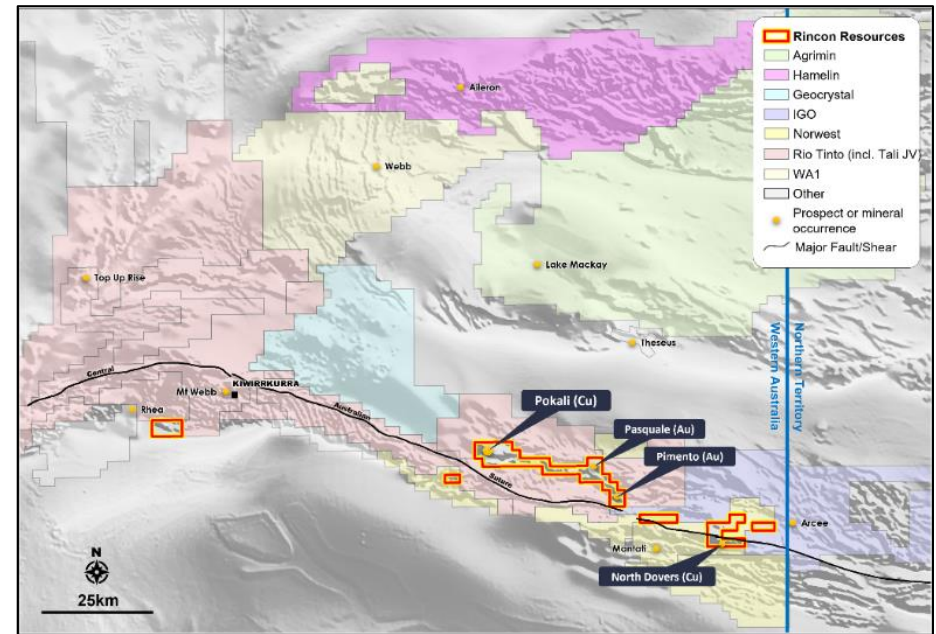 Rincon Resources
Agrimin
Hamelin
Geocrystal
IGO
Norwest
Rio Tinto (incl. Tali JV)
WA1
Other
Prospect or mineral
occurrence
Major Fault/Shear
Aileron
Webb
Lake Mackay
Top Up Rise
Theseus
Western Australia
Northern Territory
Central
Mt Webb
KIWIRRKURRA
Rhea
Australian
Pokali (Cu)
Pasquale (Au)
Pimento (Au)
Suture
Arcee
Mantati
North Dovers (Cu)
N
25km